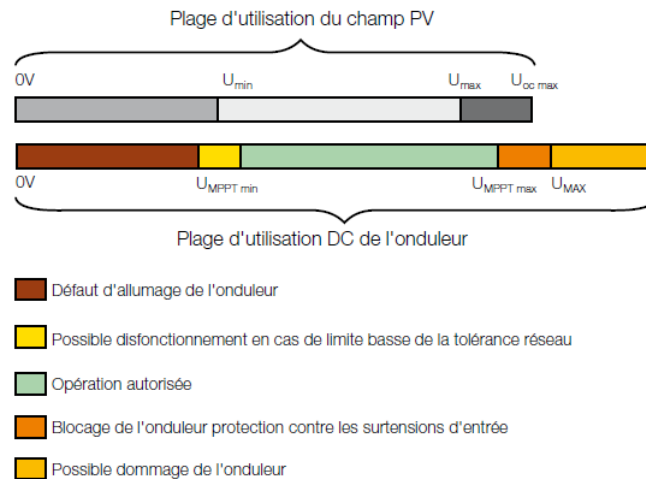 Plage d'utilisation du champ PV
0V Umin Umax Uoc max
0V UMPPT min UMPPT max UMAX
Plage d'utilisation DC de l'onduleur
Défaut d'allumage de l'onduleur
Possible disfonctionnement en cas de limite basse de la tolérance réseau
Opération autorisée
Blocage de l'onduleur protection contre les surtensions d'entrée
Possible dommage de l'onduleur